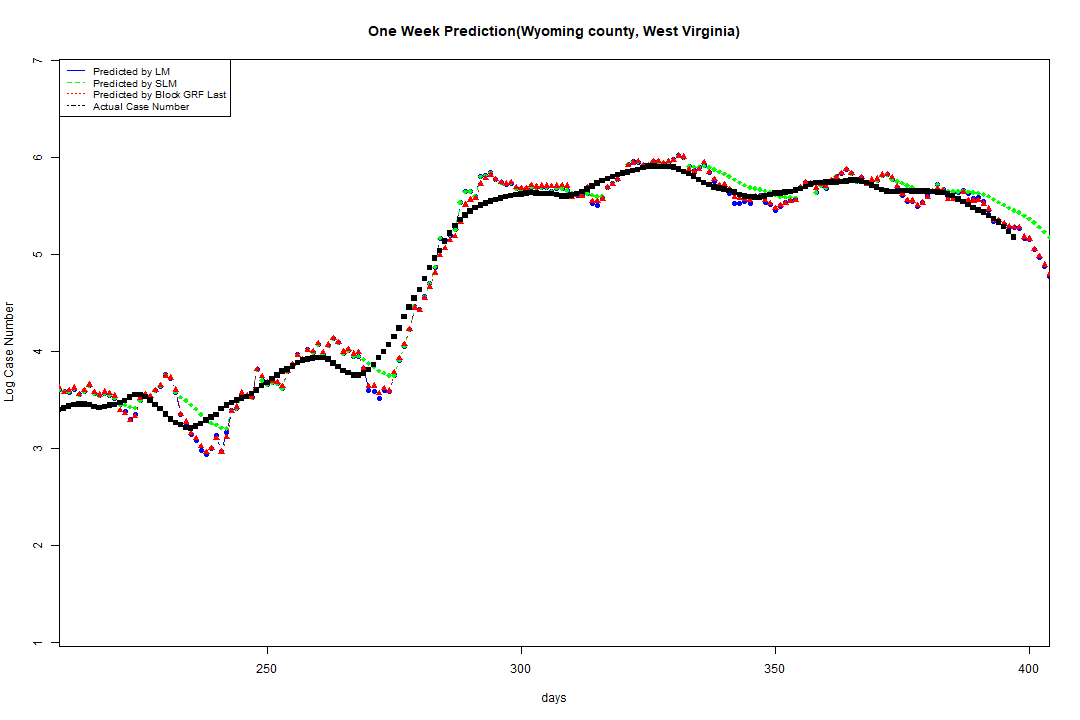 One Week Prediction(Wyoming county, West Virginia)
Predicted by LM
Predicted by SLM
Predicted by Block GRF Last
Actual Case Number
7
6
5
4
3
2
1
Log Case Number
250 300 350 400
days